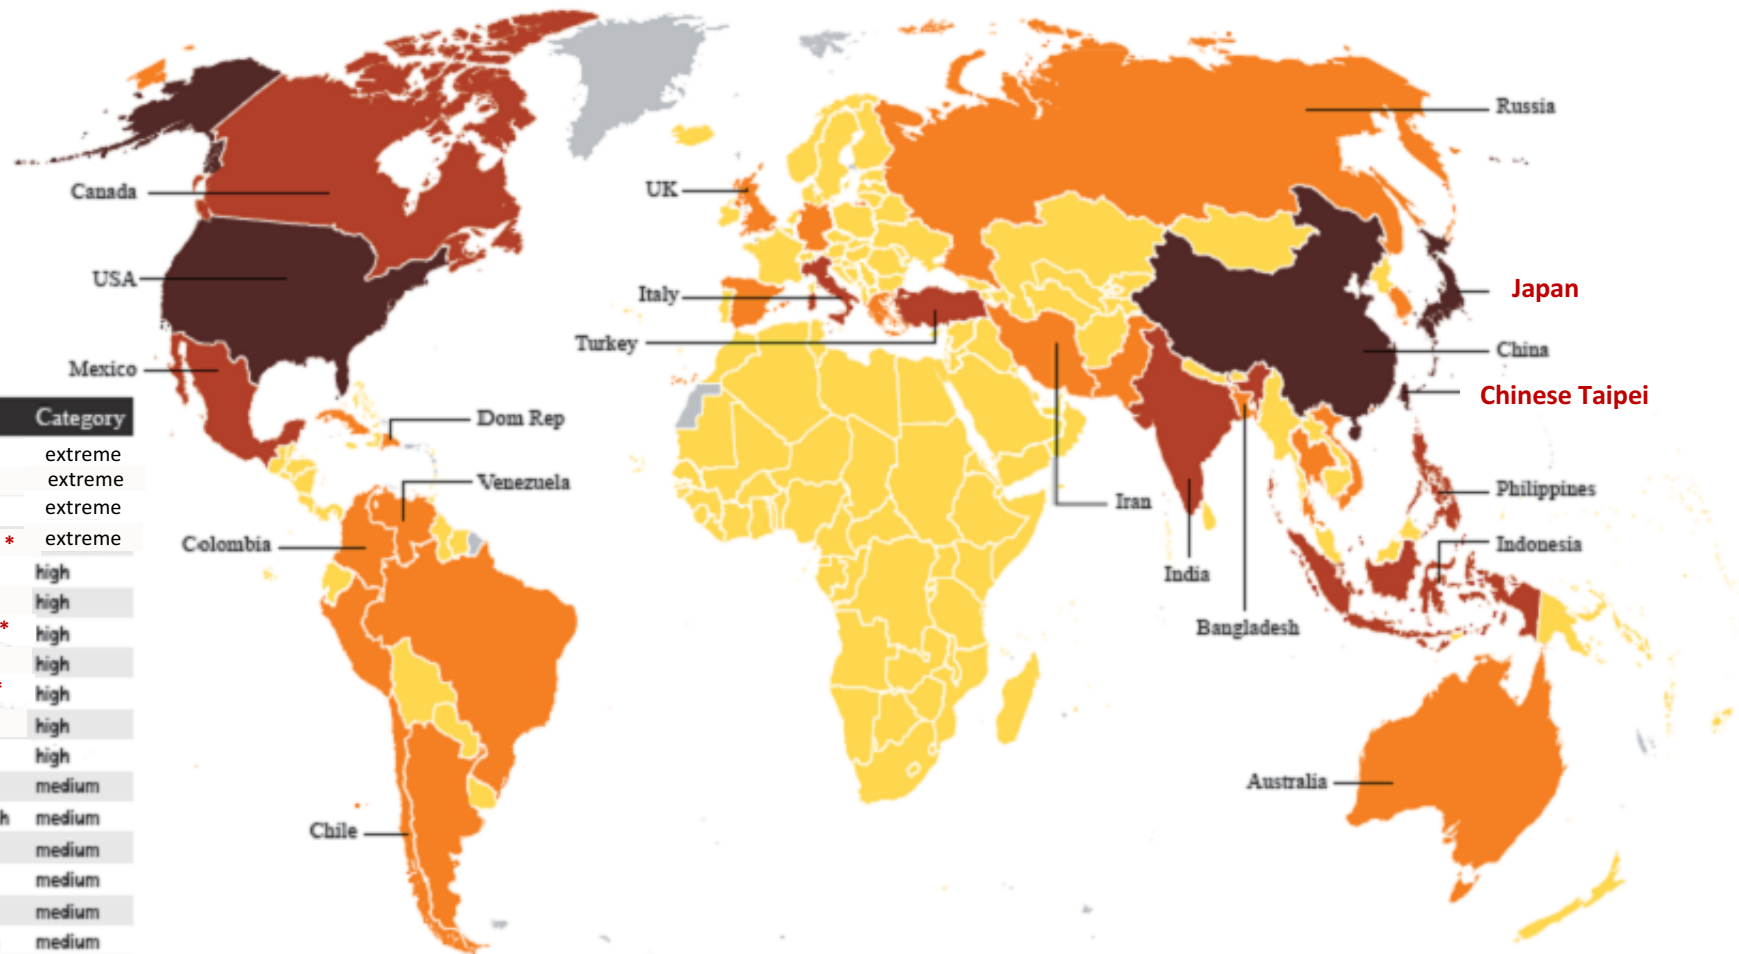 Russia
Canada
UK
USA
Italy
Japan
Turkey
China
Mexico
Chinese Taipei
Category
Dom Rep
extreme
extreme
Venezuela
Philippines
extreme
Iran
* extreme
Colombia
Indonesia
high
India
high
Bangladesh
* high
high
* high
high
high
Australia
medium
h medium
Chile
medium
medium
medium
medium